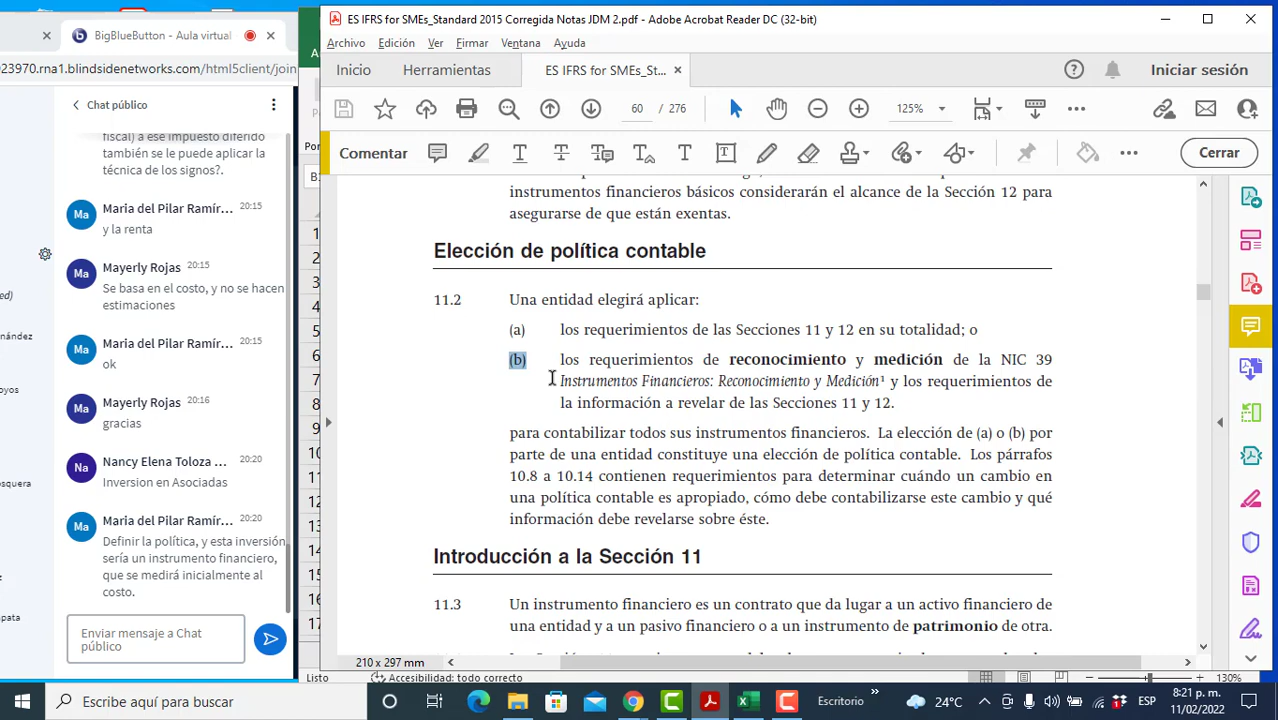 BigBlueButton - Aula virtual
23970.rna1.blindsidenetworks.com/html5client/join
Chat público
fiscal) a ese impuesto diferido
también se le puede aplicar la
técnica de los signos?.
Ma
Maria del Pilar Ramír... 20:15
y la renta
Ma
Mayerly Rojas 20:15
Se basa en el costo, y no se hacen
estimaciones
Ma
Maria del Pilar Ramír... 20:15
ok
Ma
Mayerly Rojas 20:16
gracias
Na
Nancy Elena Toloza ... 20:20
Inversion en Asociadas
Ma
Maria del Pilar Ramír... 20:20
Definir la política, y esta inversión
sería un instrumento financiero,
que se medirá inicialmente al
costo.
Enviar mensaje a Chat
público
ES IFRS for SMEs_Standard 2015 Corregida Notas JDM 2.pdf - Adobe Acrobat Reader DC (32-bit)
Archivo Edición Ver Firmar Ventana Ayuda
Inicio Herramientas ES IFRS for SMEs_St... Iniciar sesión
60 / 276 125%
Comentar Cerrar
instrumentos financieros básicos considerarán el alcance de la Sección 12 para
asegurarse de que están exentas.
Elección de política contable
11.2 Una entidad elegirá aplicar:
(a) los requerimientos de las Secciones 11 y 12 en su totalidad; o
(b) los requerimientos de reconocimiento y medición de la NIC 39
Instrumentos Financieros: Reconocimiento y Medición¹ y los requerimientos de
la información a revelar de las Secciones 11 y 12.
para contabilizar todos sus instrumentos financieros. La elección de (a) o (b) por
parte de una entidad constituye una elección de política contable. Los párrafos
10.8 a 10.14 contienen requerimientos para determinar cuándo un cambio en
una política contable es apropiado, cómo debe contabilizarse este cambio y qué
información debe revelarse sobre éste.
Introducción a la Sección 11
11.3 Un instrumento financiero es un contrato que da lugar a un activo financiero de
una entidad y a un pasivo financiero o a un instrumento de patrimonio de otra.
210 x 297 mm
Listo Accesibilidad: todo correcto 130%
Escribe aquí para buscar
Escritorio 24°C ESP
8:21 p. m.
11/02/2022